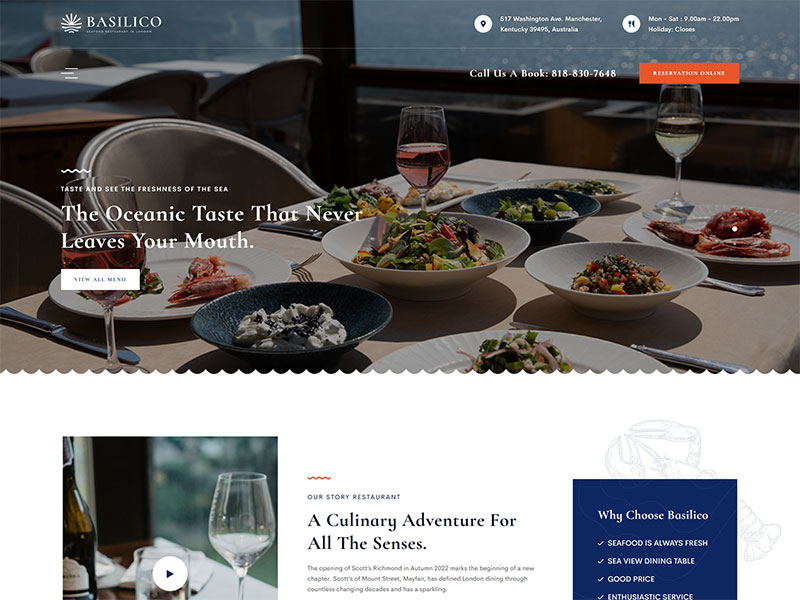 BASILICO
SEAFOOD RESTAURANT IN LONDON
517 Washington Ave. Manchester,
Kentucky 39495, Australia
Mon - Sat : 9.00am - 22.00pm
Holiday: Closes
Call Us A Book: 818-830-7648
RESERVATION ONLINE
TASTE AND SEE THE FRESHNESS OF THE SEA
The Oceanic Taste That Never
Leaves Your Mouth.
VIEW ALL MENU
OUR STORY RESTAURANT
A Culinary Adventure For
All The Senses.
The opening of Scott's Richmond in Autumn 2022 marks the beginning of a new
chapter. Scott's of Mount Street, Mayfair, has defined London dining through
countless changing decades and has a sparkling.
Why Choose Basilico
SEAFOOD IS ALWAYS FRESH
SEA VIEW DINING TABLE
GOOD PRICE
ENTHUSIASTIC SERVICE